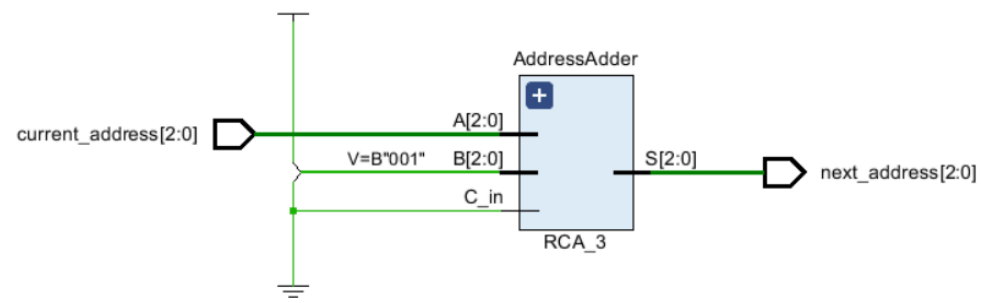 AddressAdder
A[2:0]
current_address[2:0]
V=B"001"
B[2:0]
S[2:0]
next_address[2:0]
C_in
RCA_3